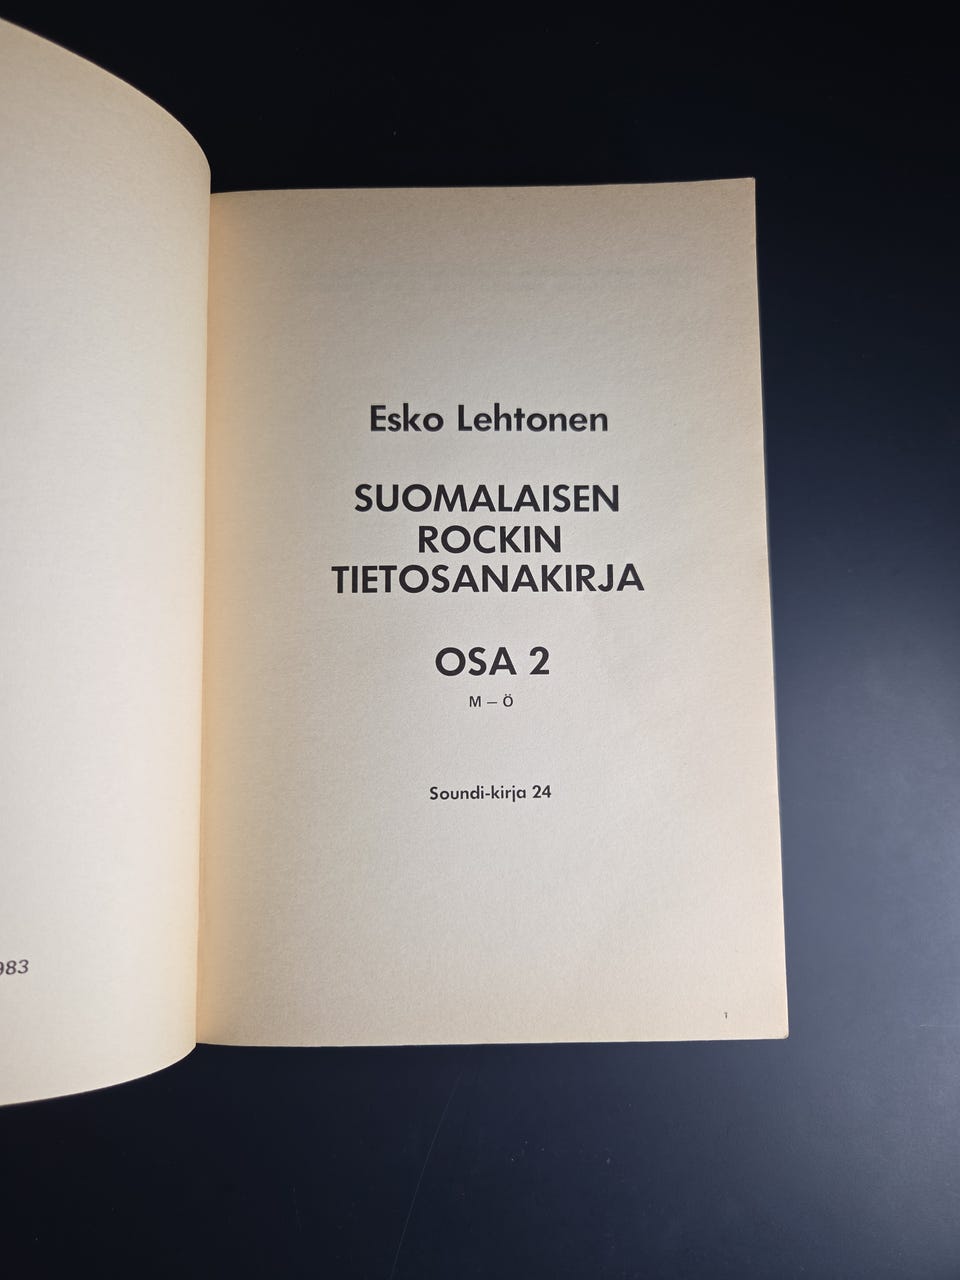 983
Esko Lehtonen
SUOMALAISEN
ROCKIN
TIETOSANAKIRJA
OSA 2
M – Ö
Soundi-kirja 24